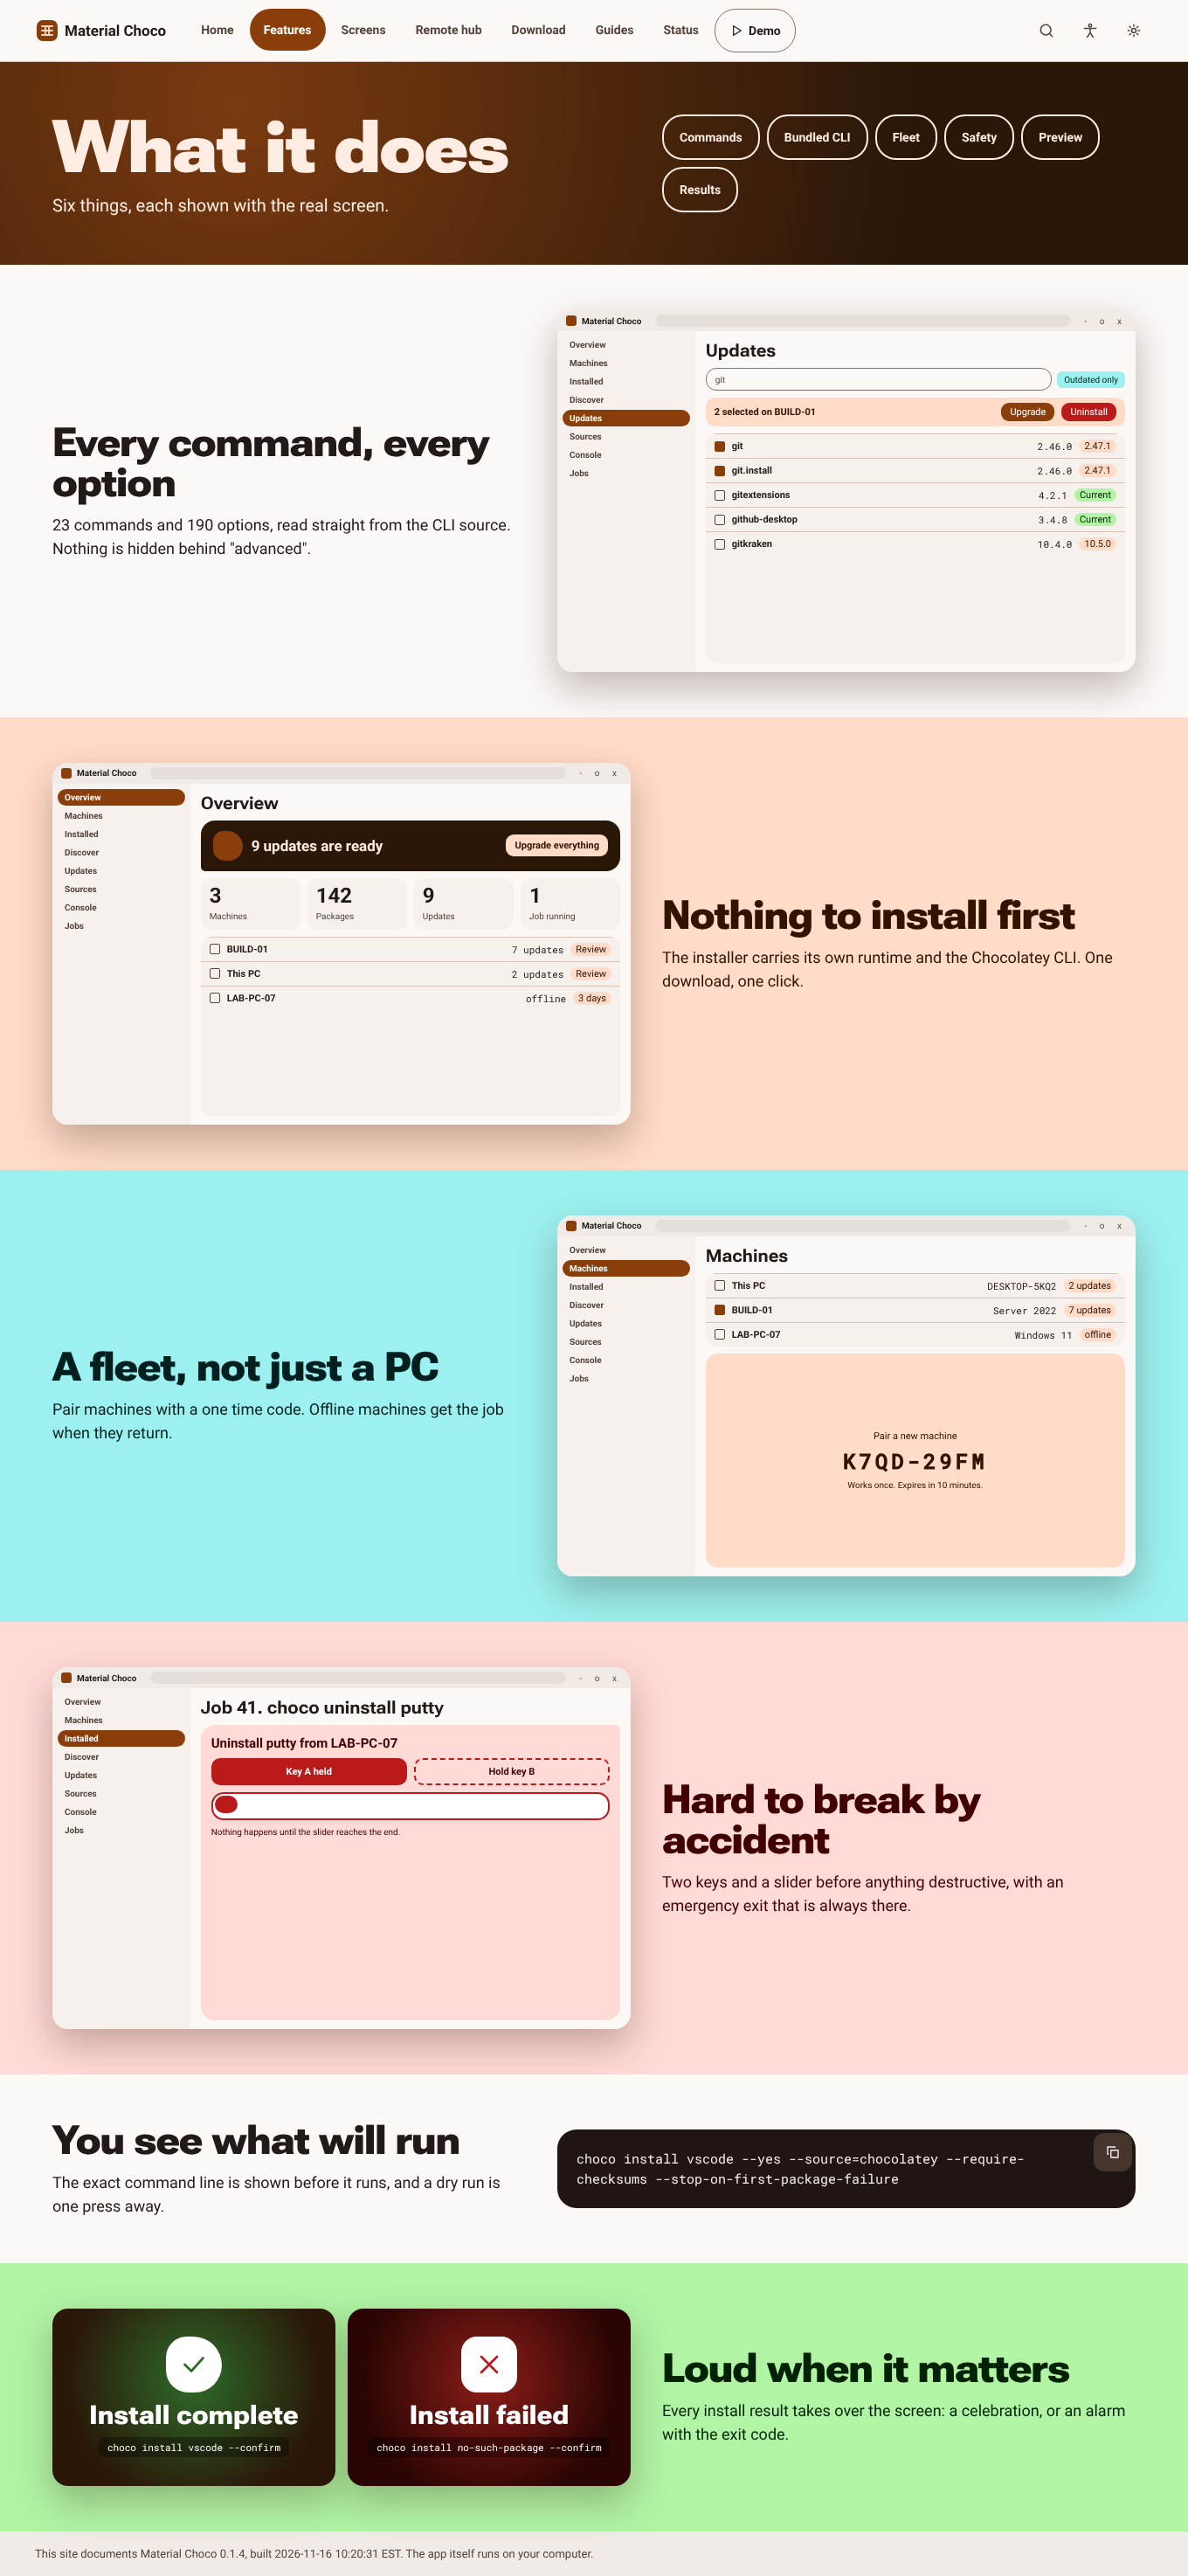 Material Choco
Home
Features
Screens
Remote hub
Download
Guides
Status
Demo
What it does
Six things, each shown with the real screen.
Commands
Bundled CLI
Fleet
Safety
Preview
Results
Every command, every
option
23 commands and 190 options, read straight from the CLI source.
Nothing is hidden behind "advanced".
Material Choco
- o x
Overview
Machines
Installed
Discover
Updates
Sources
Console
Jobs
Updates
git
Outdated only
2 selected on BUILD-01
Upgrade
Uninstall
git 2.46.0 2.47.1
git.install 2.46.0 2.47.1
gitextensions 4.2.1 Current
github-desktop 3.4.8 Current
gitkraken 10.4.0 10.5.0
Material Choco
- o x
Overview
Machines
Installed
Discover
Updates
Sources
Console
Jobs
Overview
9 updates are ready
Upgrade everything
3
Machines
142
Packages
9
Updates
1
Job running
BUILD-01 7 updates Review
This PC 2 updates Review
LAB-PC-07 offline 3 days
Nothing to install first
The installer carries its own runtime and the Chocolatey CLI. One
download, one click.
A fleet, not just a PC
Pair machines with a one time code. Offline machines get the job
when they return.
Material Choco
- o x
Overview
Machines
Installed
Discover
Updates
Sources
Console
Jobs
Machines
This PC DESKTOP-5KQ2 2 updates
BUILD-01 Server 2022 7 updates
LAB-PC-07 Windows 11 offline
Pair a new machine
K7QD-29FM
Works once. Expires in 10 minutes.
Material Choco
- o x
Overview
Machines
Installed
Discover
Updates
Sources
Console
Jobs
Job 41. choco uninstall putty
Uninstall putty from LAB-PC-07
Key A held
Hold key B
Nothing happens until the slider reaches the end.
Hard to break by
accident
Two keys and a slider before anything destructive, with an
emergency exit that is always there.
You see what will run
The exact command line is shown before it runs, and a dry run is
one press away.
choco install vscode --yes --source=chocolatey --require-
checksums --stop-on-first-package-failure
Install complete
choco install vscode --confirm
Install failed
choco install no-such-package --confirm
Loud when it matters
Every install result takes over the screen: a celebration, or an alarm
with the exit code.
This site documents Material Choco 0.1.4, built 2026-11-16 10:20:31 EST. The app itself runs on your computer.